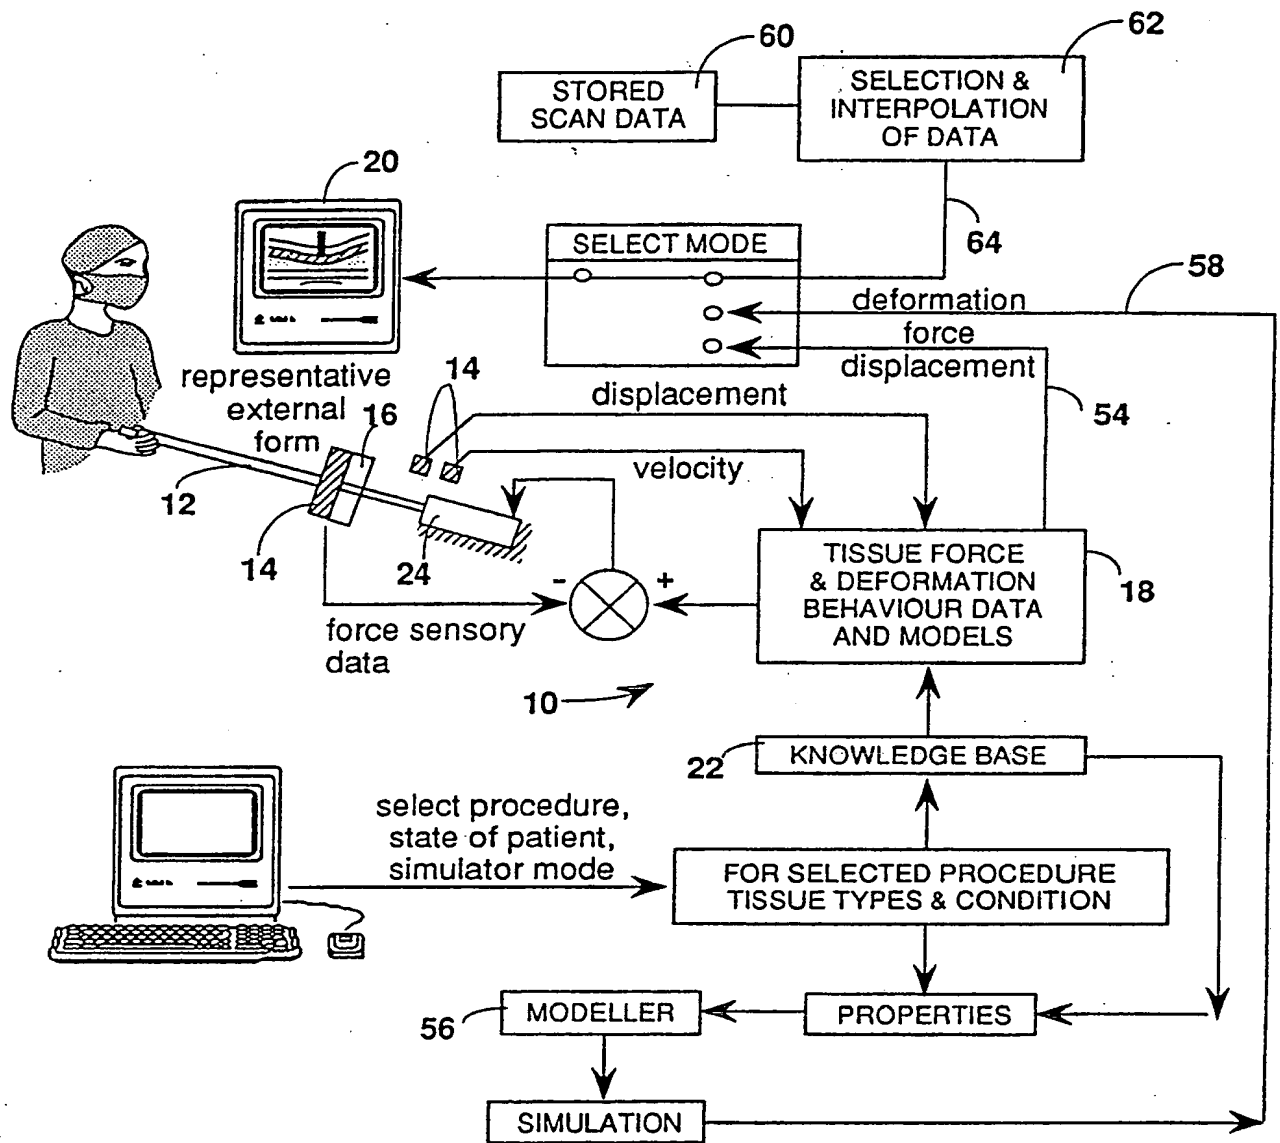 60
62
STORED
SCAN DATA
SELECTION &
INTERPOLATION
OF DATA
20
64
SELECT MODE
58
deformation
force
displacement
representative
external
form
16
14
displacement
54
velocity
12
14
24
-
+
TISSUE FORCE
& DEFORMATION
BEHAVIOUR DATA
AND MODELS
18
force sensory
data
10
22
KNOWLEDGE BASE
select procedure,
state of patient,
simulator mode
FOR SELECTED PROCEDURE
TISSUE TYPES & CONDITION
56
MODELLER
PROPERTIES
SIMULATION